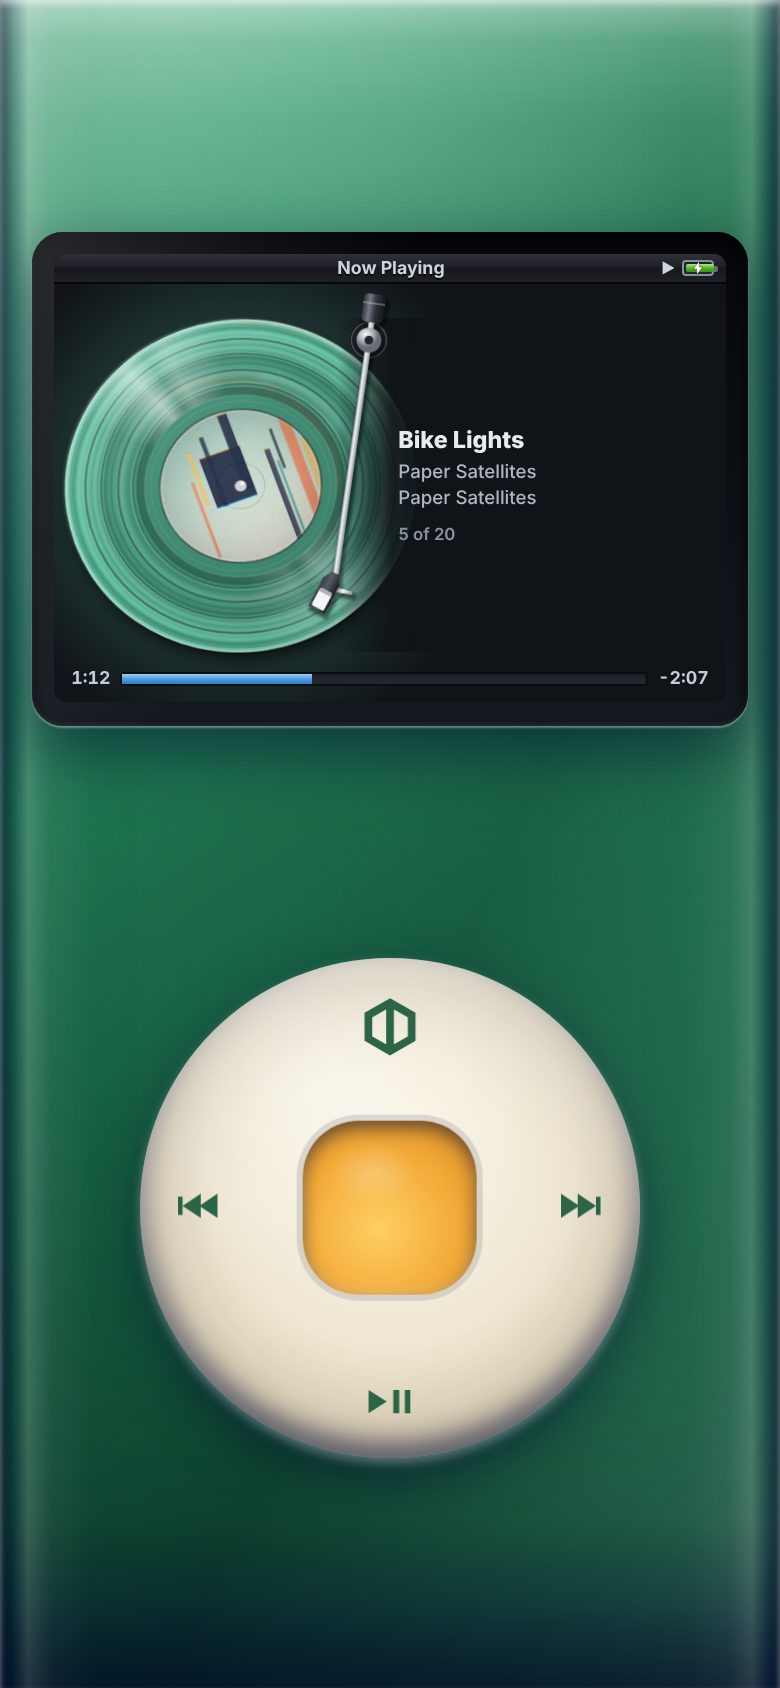 Now Playing
Bike Lights
Paper Satellites
Paper Satellites
5 of 20
1:12
-2:07